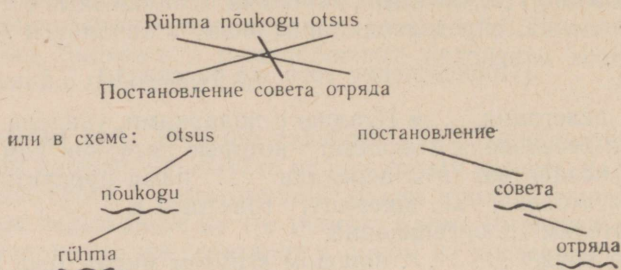 Rühma nõukogu otsus
Постановление совета отряда
или в схеме: otsus постановление
nõukogu совета
rühma отряда